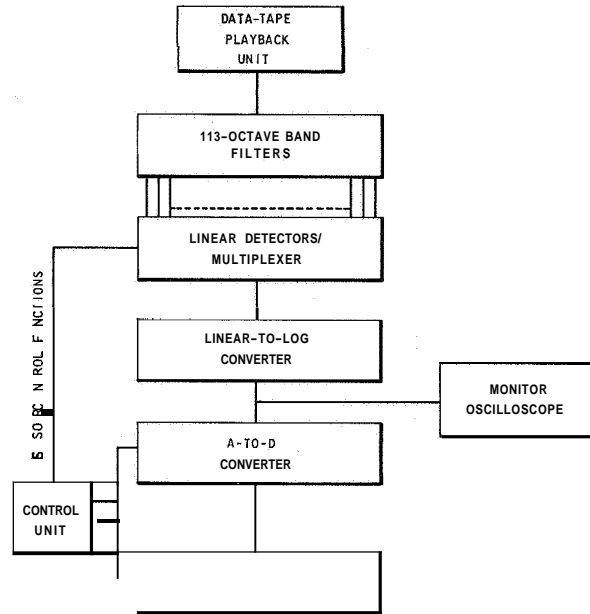 DATA-TAPE
PLAYBACK
UNIT
113-OCTAVE BAND
FILTERS
LINEAR DETECTORS/
MULTIPLEXER
LINEAR-TO-LOG
CONVERTER
MONITOR
OSCILLOSCOPE
A-TO-D
CONVERTER
CONTROL
UNIT